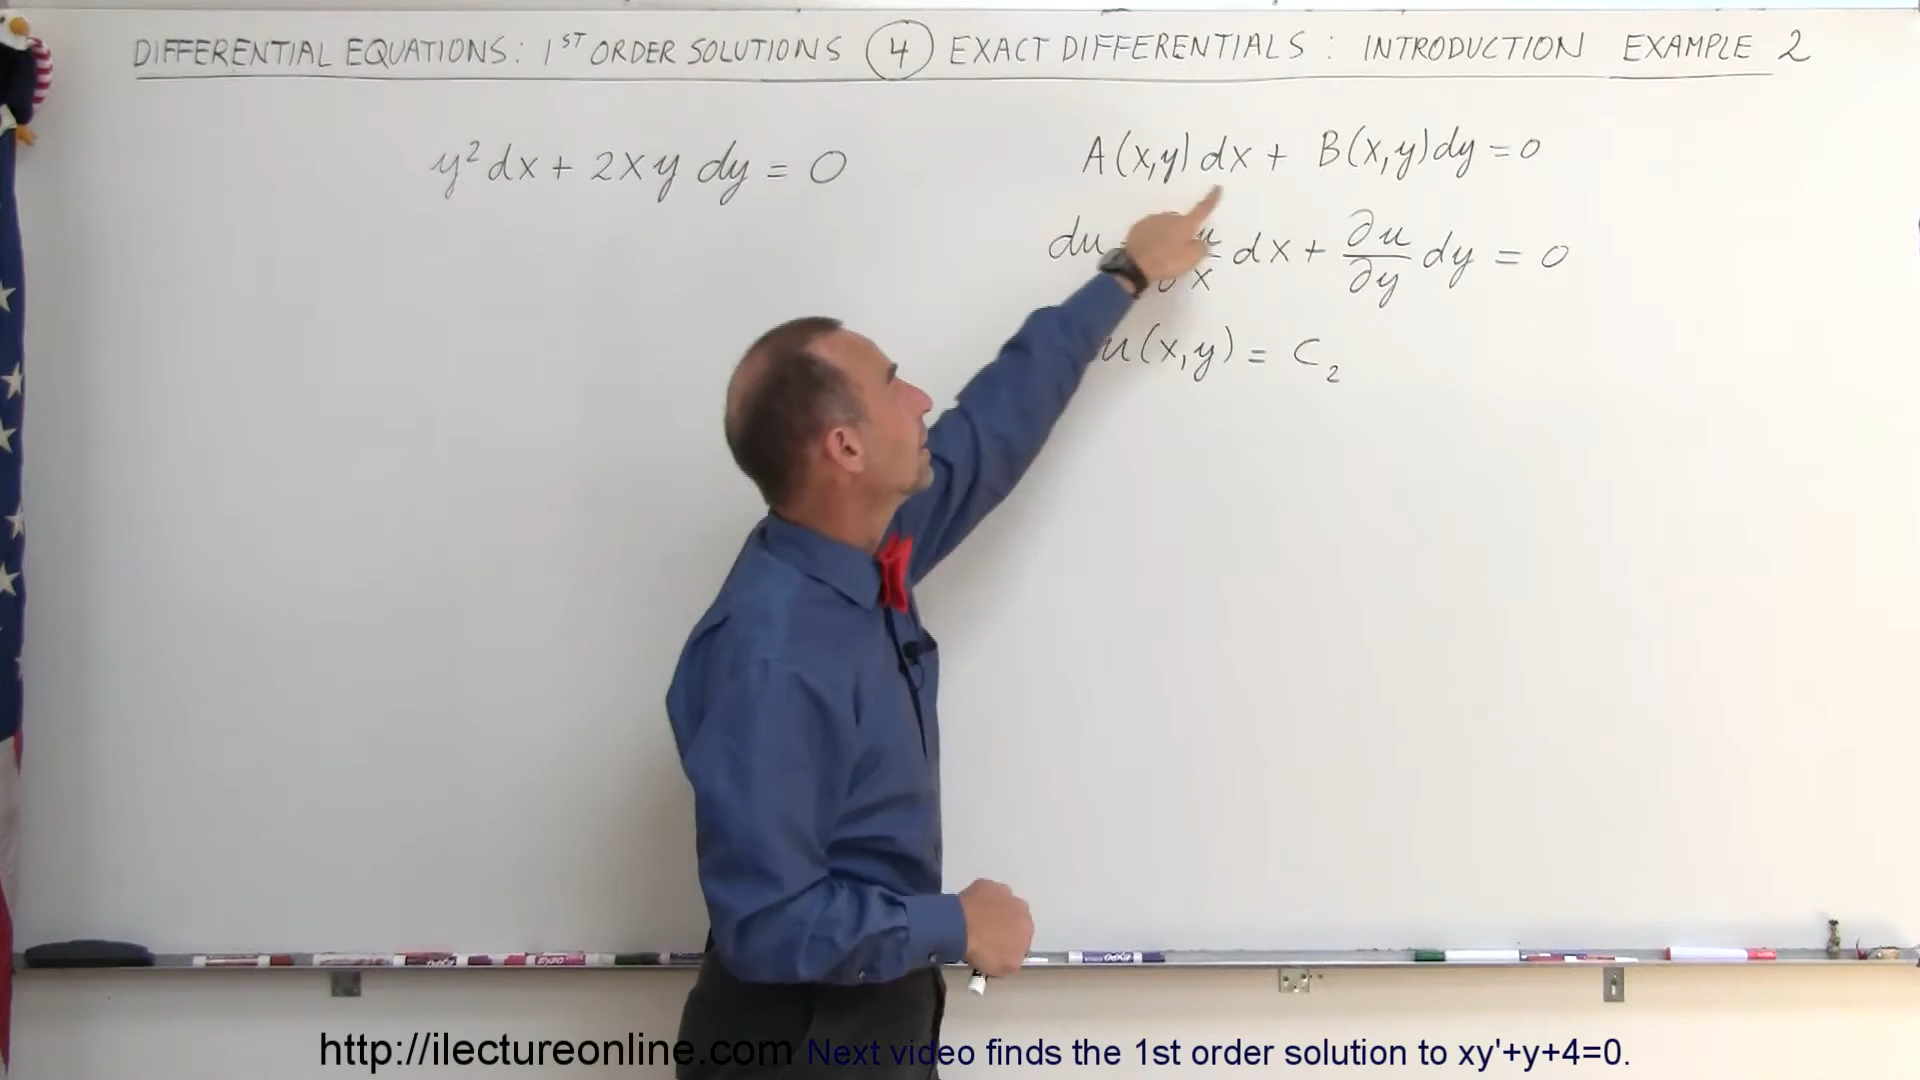 DIFFERENTIAL EQUATIONS: 1ST ORDER SOLUTIONS 4 EXACT DIFFERENTIALS: INTRODUCTION EXAMPLE 2
y² dx + 2xy dy = 0
A(x,y) dx + B(x,y) dy = 0
du dx + ∂u/∂y dy = 0
u(x,y) = C₂
http://ilectureonline.com Next video finds the 1st order solution to xy'+y+4=0.